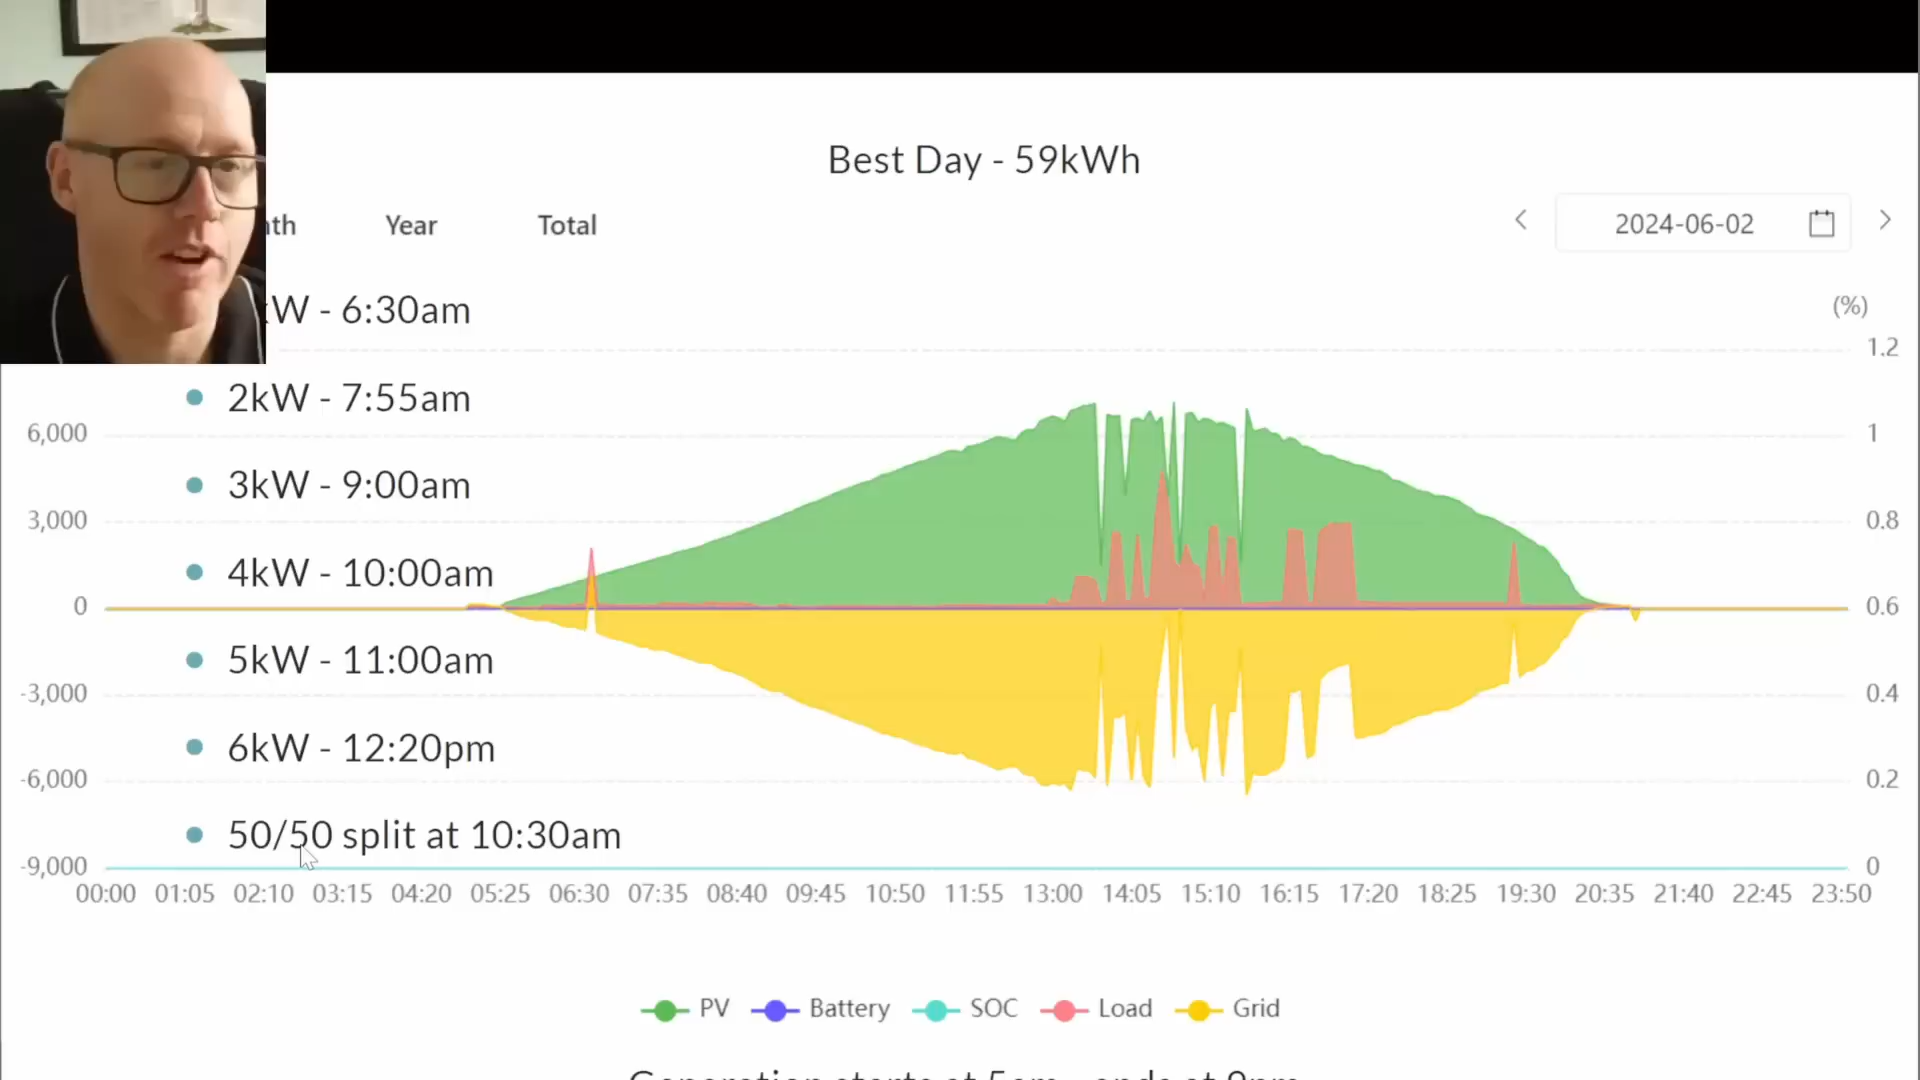 Best Day - 59kWh
Year
Total
2024-06-02
W - 6:30am
(%)
1.2
2kW - 7:55am
6,000
1
3kW - 9:00am
3,000
0.8
4kW - 10:00am
0
0.6
5kW - 11:00am
-3,000
0.4
6kW - 12:20pm
-6,000
0.2
50/50 split at 10:30am
-9,000
0
00:00 01:05 02:10 03:15 04:20 05:25 06:30 07:35 08:40 09:45 10:50 11:55 13:00 14:05 15:10 16:15 17:20 18:25 19:30 20:35 21:40 22:45 23:50
PV Battery SOC Load Grid